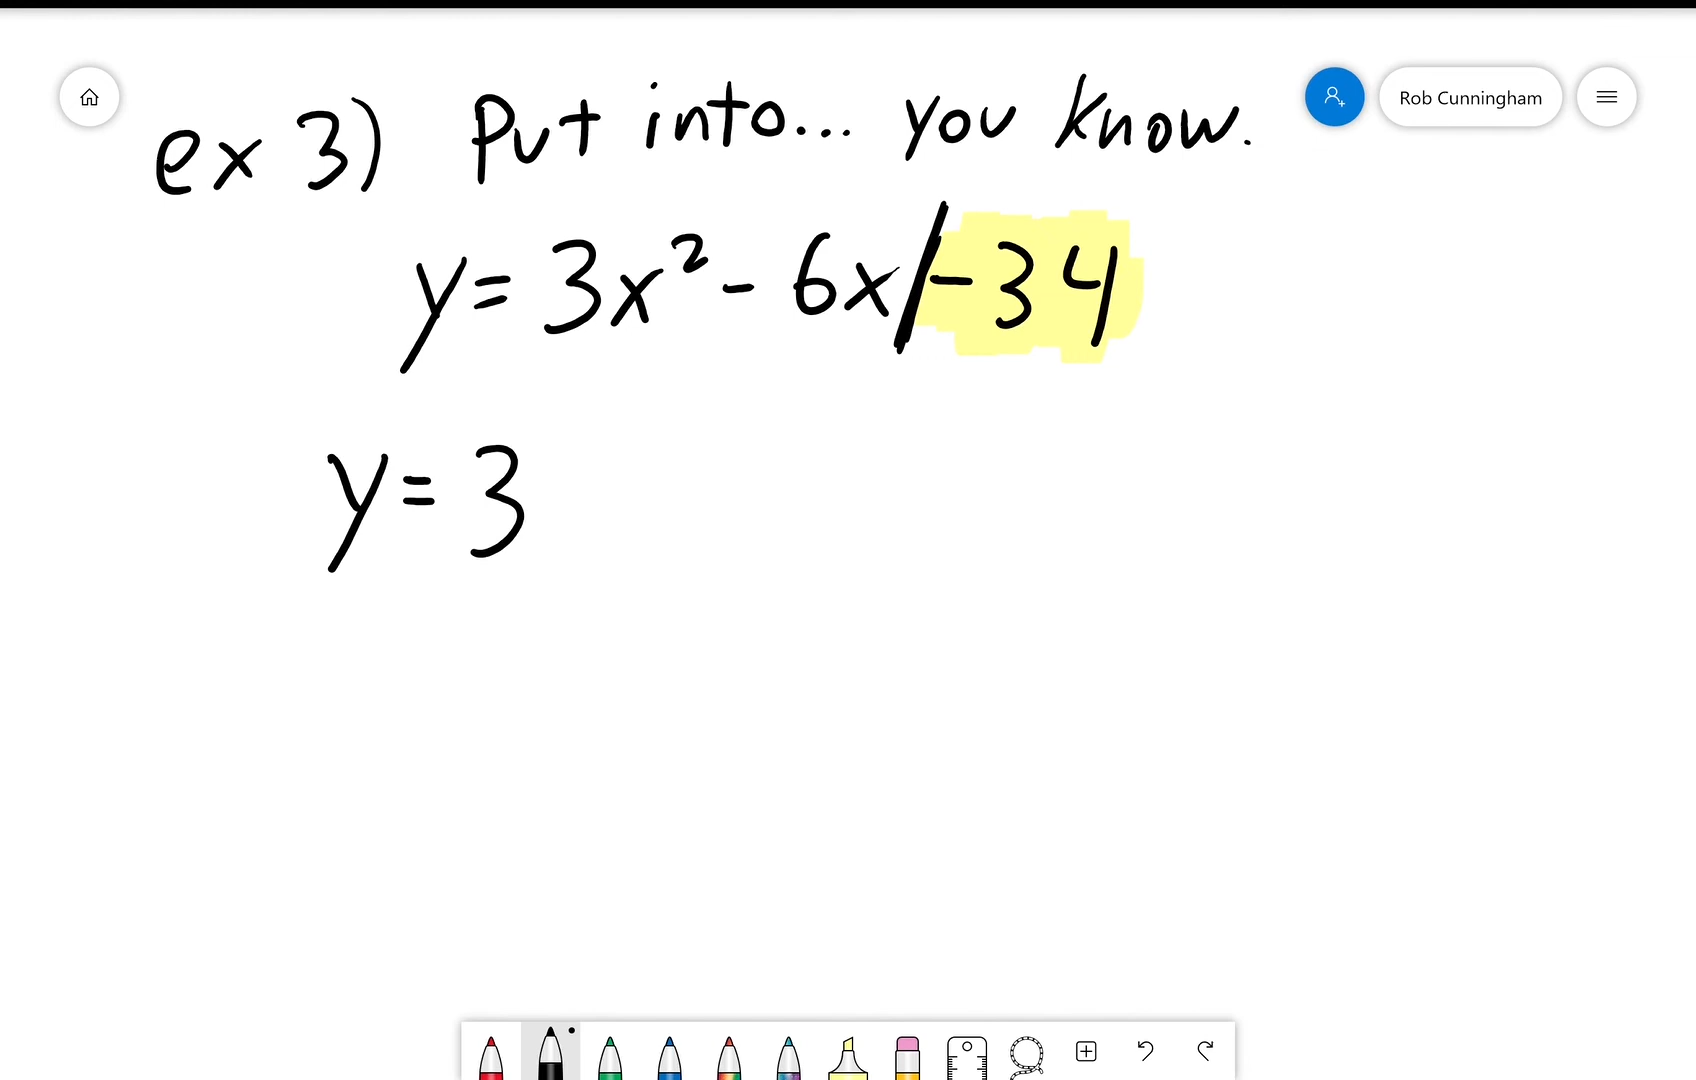 Rob Cunningham
ex 3) Put into... you know.
y = 3x² - 6x/-34
y = 3